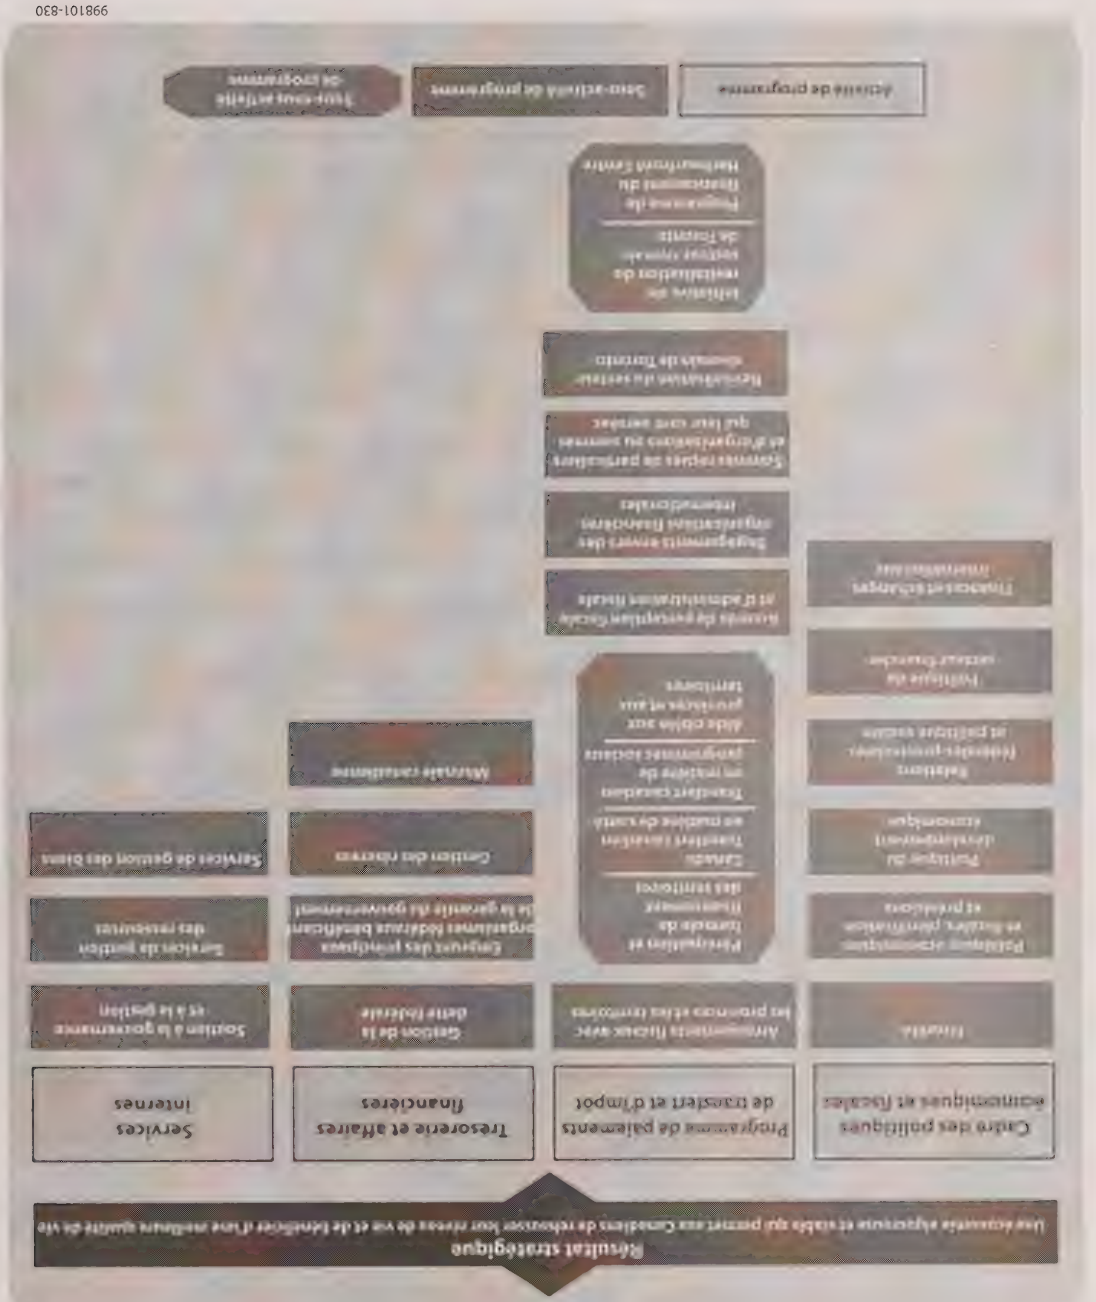 Résultat stratégique
Une économie vigoureuse et stable qui permet aux Canadiens de rehausser leur niveau de vie et de bénéficier d'une meilleure qualité de vie
Cadre des politiques
économiques et fiscales
Fiscalité
Politiques économiques
et fiscales, planification
et prévisions
Politique du
développement
économique
Relations
fédérales-provinciales
et politique sociale
Politique du
secteur financier
Finances et échanges
internationaux
Programme de paiements
de transfert et d'impôt
Arrangements fiscaux avec
les provinces et les territoires
Péréquation et
formule de
financement
des territoires
Transfert canadien
en matière de santé
Transfert canadien
en matière de
programmes sociaux
Aide ciblée aux
provinces et aux
territoires
Accords de perception fiscale
et d'administration fiscale
Engagements envers des
organisations financières
internationales
Sommes reçues de particuliers
et d'organisations ou sommes
qui leur sont versées
Revitalisation du secteur
riverain de Toronto
Initiative de
revitalisation du
secteur riverain
de Toronto
Programme de
financement du
Harbourfront Centre
Trésorerie et affaires
financières
Gestion de la
dette fédérale
Emprunts des principaux
organismes fédéraux bénéficiant
de la garantie du gouvernement
Gestion des réserves
Monnaie canadienne
Services
internes
Soutien à la gouvernance
et à la gestion
Services de gestion
des ressources
Services de gestion des biens
Activité de programme
Sous-activité de programme
Sous-sous-activité
de programme
998101-830